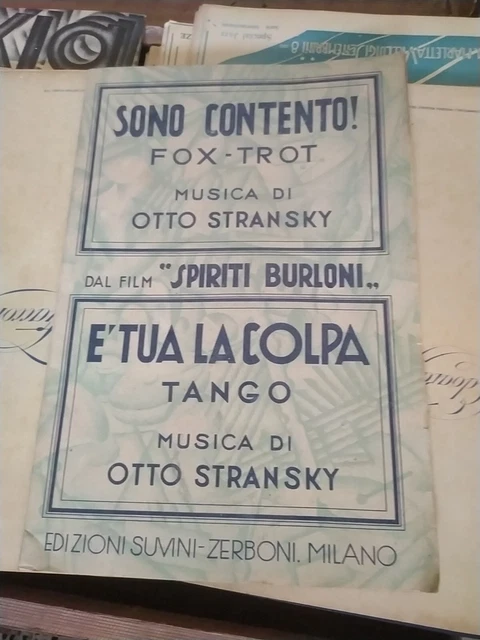 SONO CONTENTO!
FOX-TROT
MUSICA DI
OTTO STRANSKY
DAL FILM "SPIRITI BURLONI„
E' TUA LA COLPA
TANGO
MUSICA DI
OTTO STRANSKY
EDIZIONI SUVINI-ZERBONI. MILANO